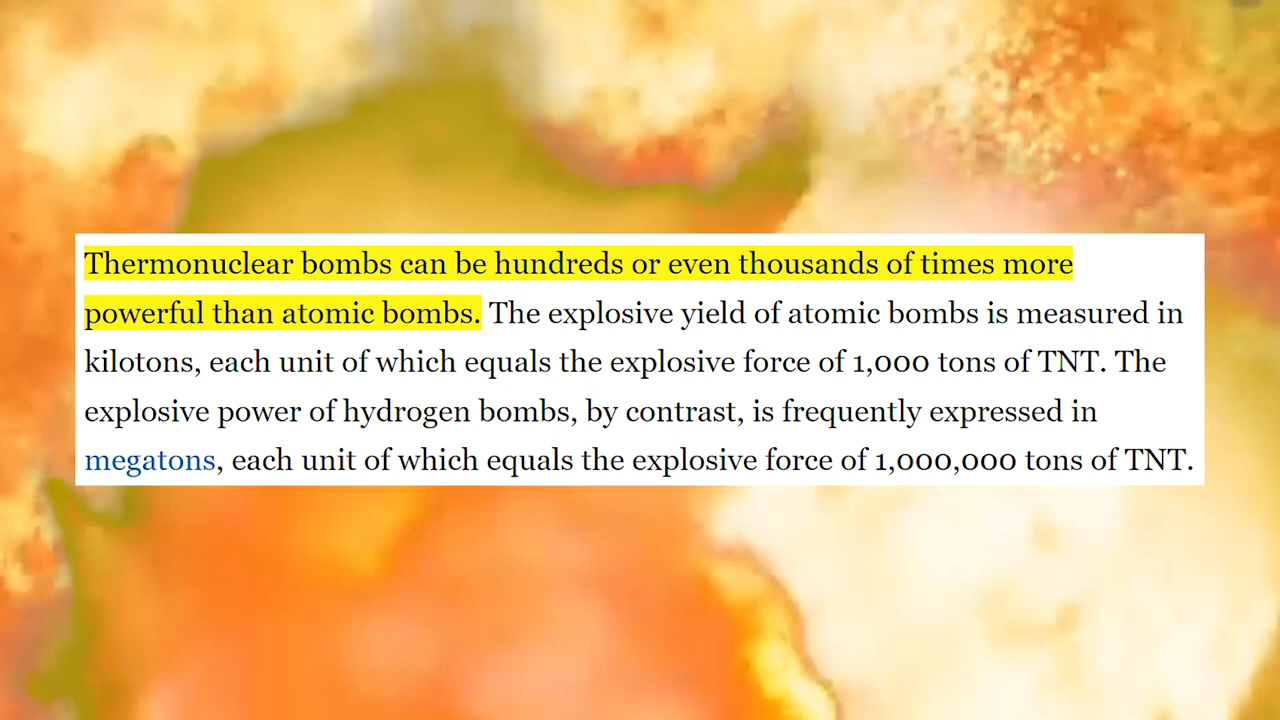 Thermonuclear bombs can be hundreds or even thousands of times more
powerful than atomic bombs. The explosive yield of atomic bombs is measured in
kilotons, each unit of which equals the explosive force of 1,000 tons of TNT. The
explosive power of hydrogen bombs, by contrast, is frequently expressed in
megatons, each unit of which equals the explosive force of 1,000,000 tons of TNT.